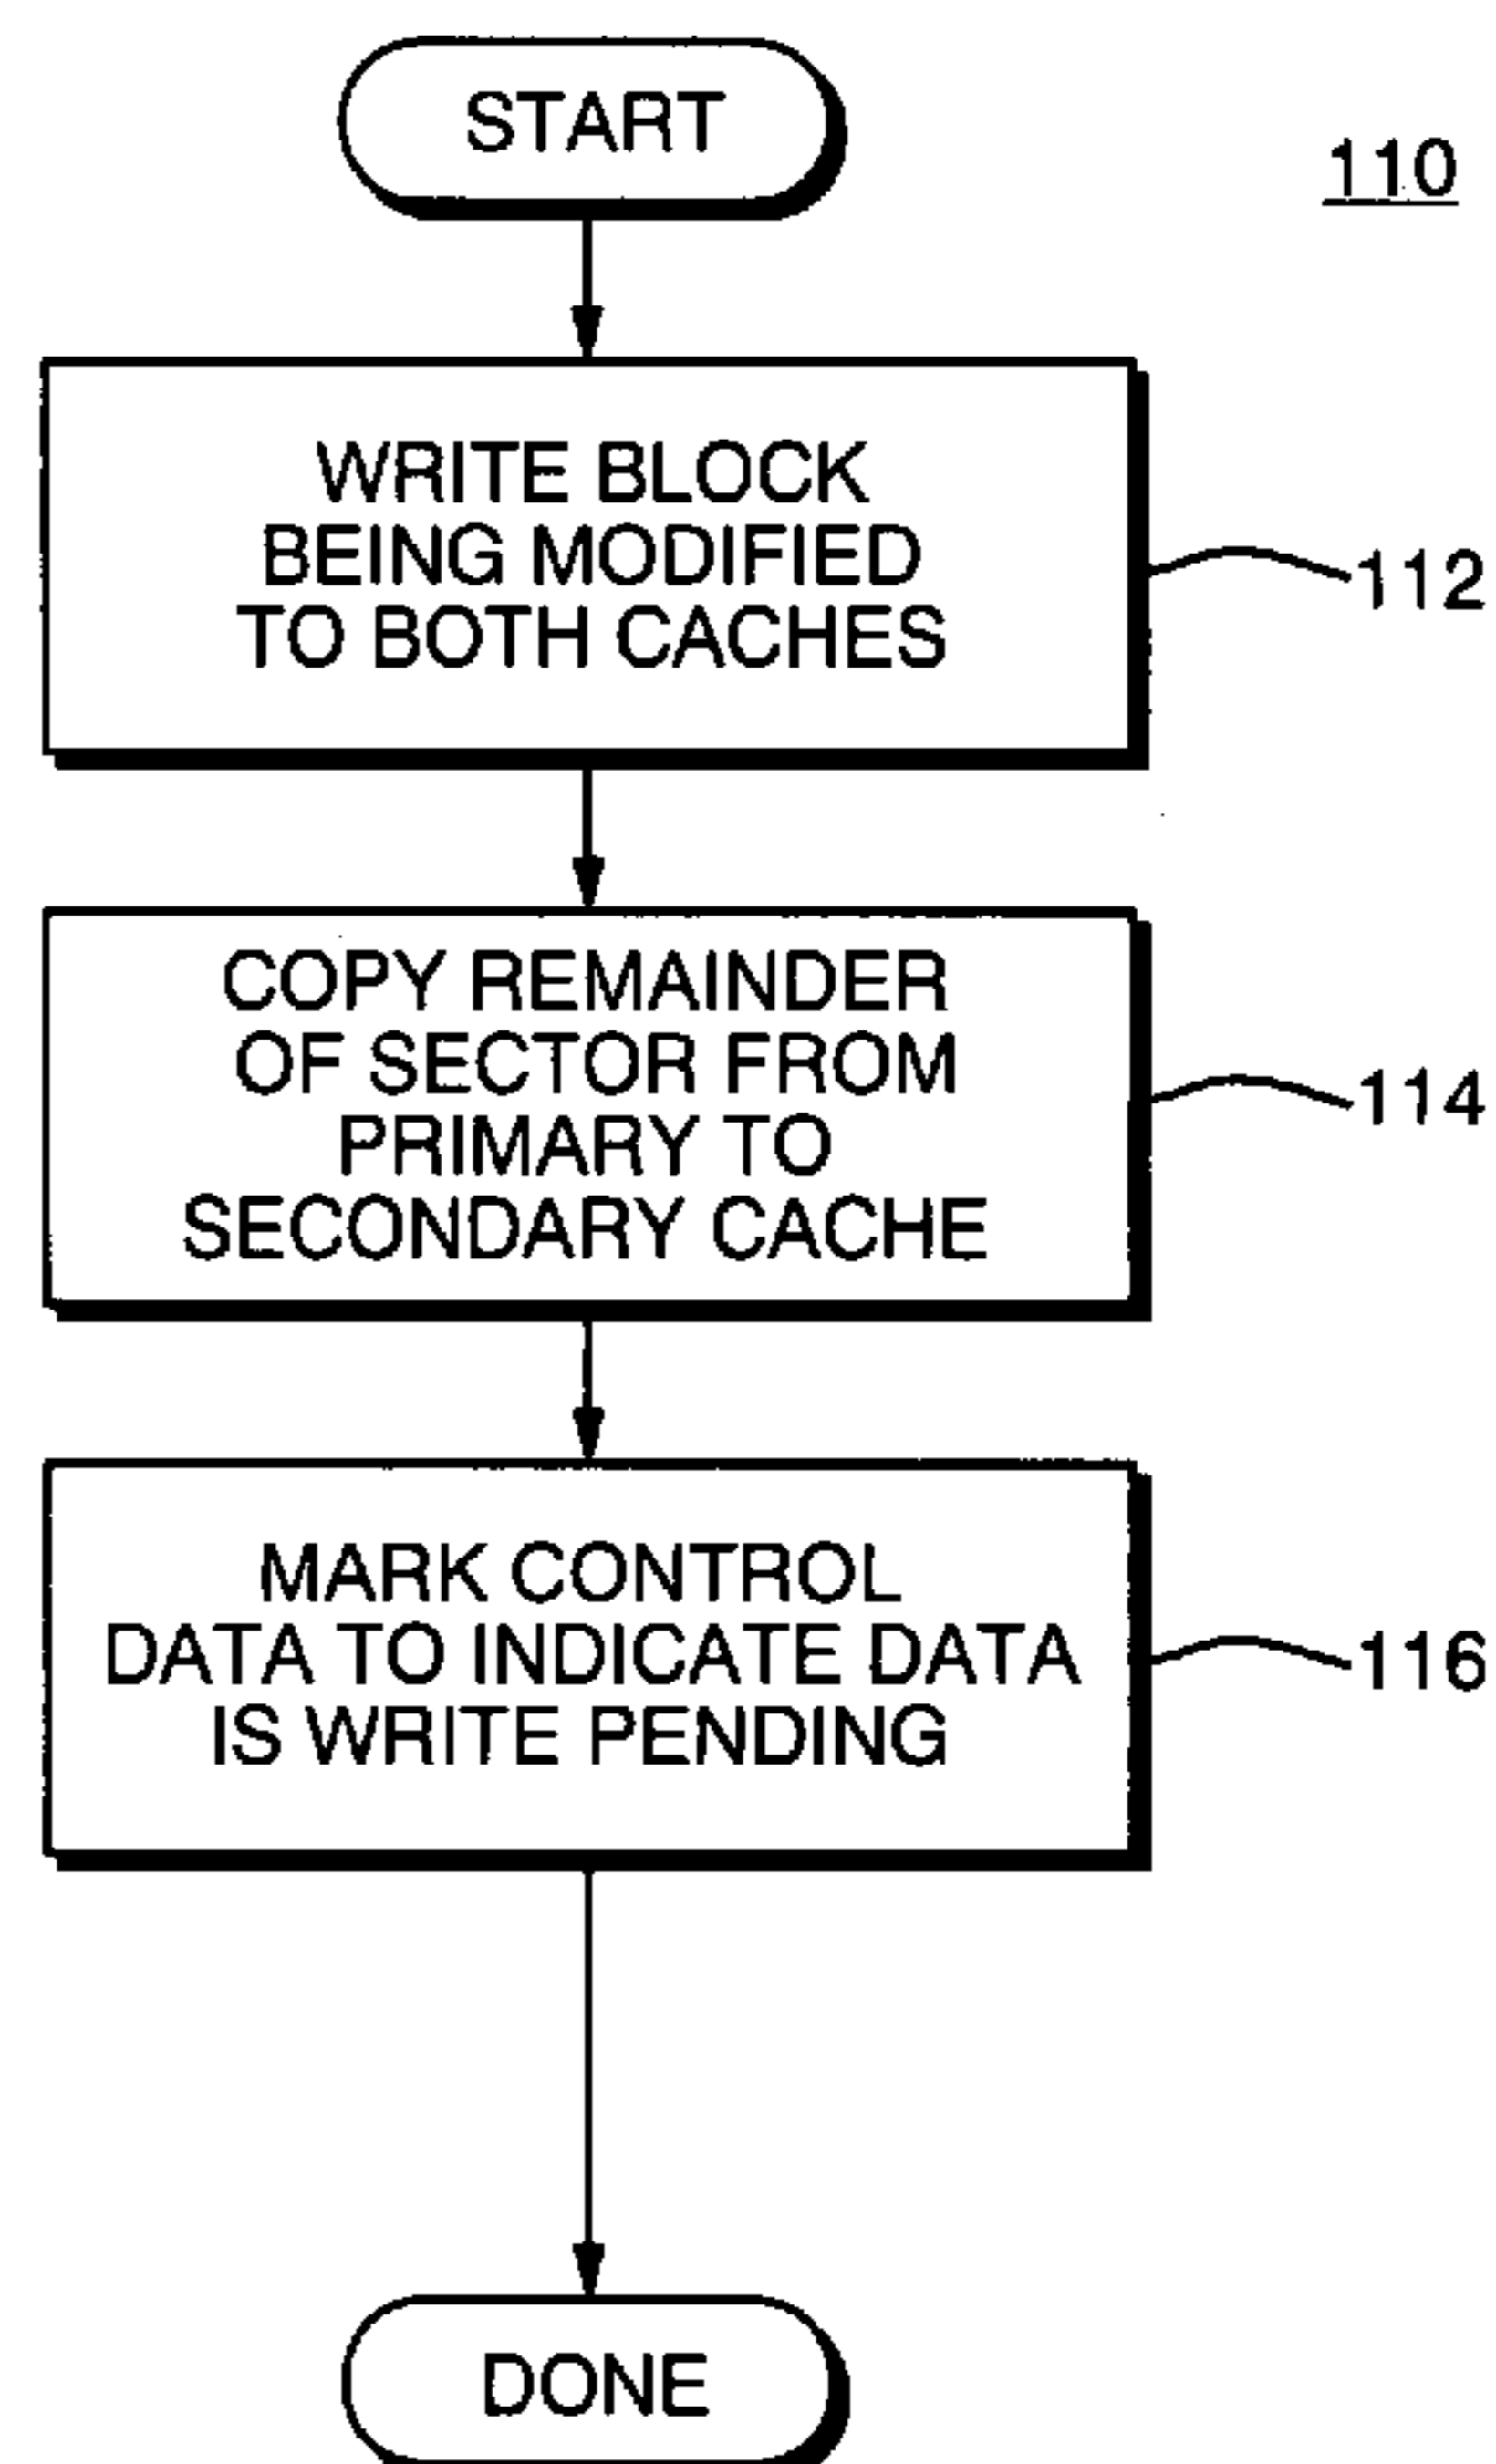 START
110
WRITE BLOCK
BEING MODIFIED
TO BOTH CACHES
112
COPY REMAINDER
OF SECTOR FROM
PRIMARY TO
SECONDARY CACHE
114
MARK CONTROL
DATA TO INDICATE DATA
IS WRITE PENDING
116
DONE